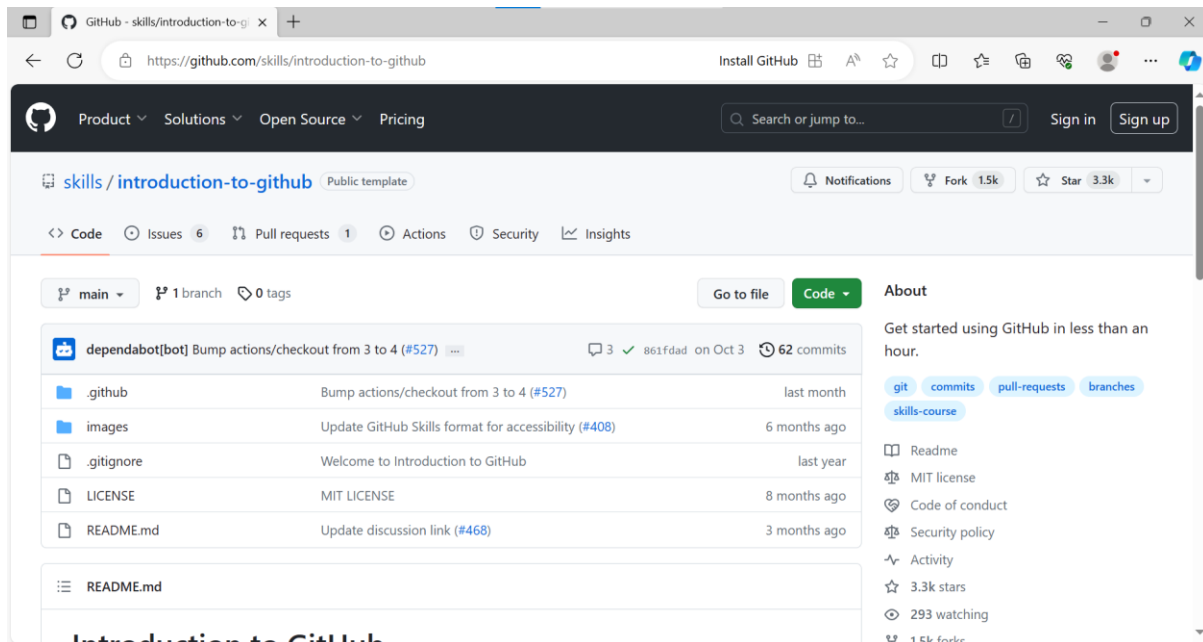 GitHub - skills/introduction-to-gi
https://github.com/skills/introduction-to-github Install GitHub
Product Solutions Open Source Pricing Search or jump to... / Sign in Sign up
skills / introduction-to-github Public template Notifications Fork 1.5k Star 3.3k
Code Issues 6 Pull requests 1 Actions Security Insights
main 1 branch 0 tags Go to file Code
dependabot[bot] Bump actions/checkout from 3 to 4 (#527) ... 3 861fdad on Oct 3 62 commits
.github Bump actions/checkout from 3 to 4 (#527) last month
images Update GitHub Skills format for accessibility (#408) 6 months ago
.gitignore Welcome to Introduction to GitHub last year
LICENSE MIT LICENSE 8 months ago
README.md Update discussion link (#468) 3 months ago
README.md
Introduction to GitHub
About
Get started using GitHub in less than an
hour.
git commits pull-requests branches
skills-course
Readme
MIT license
Code of conduct
Security policy
Activity
3.3k stars
293 watching
1.5k forks